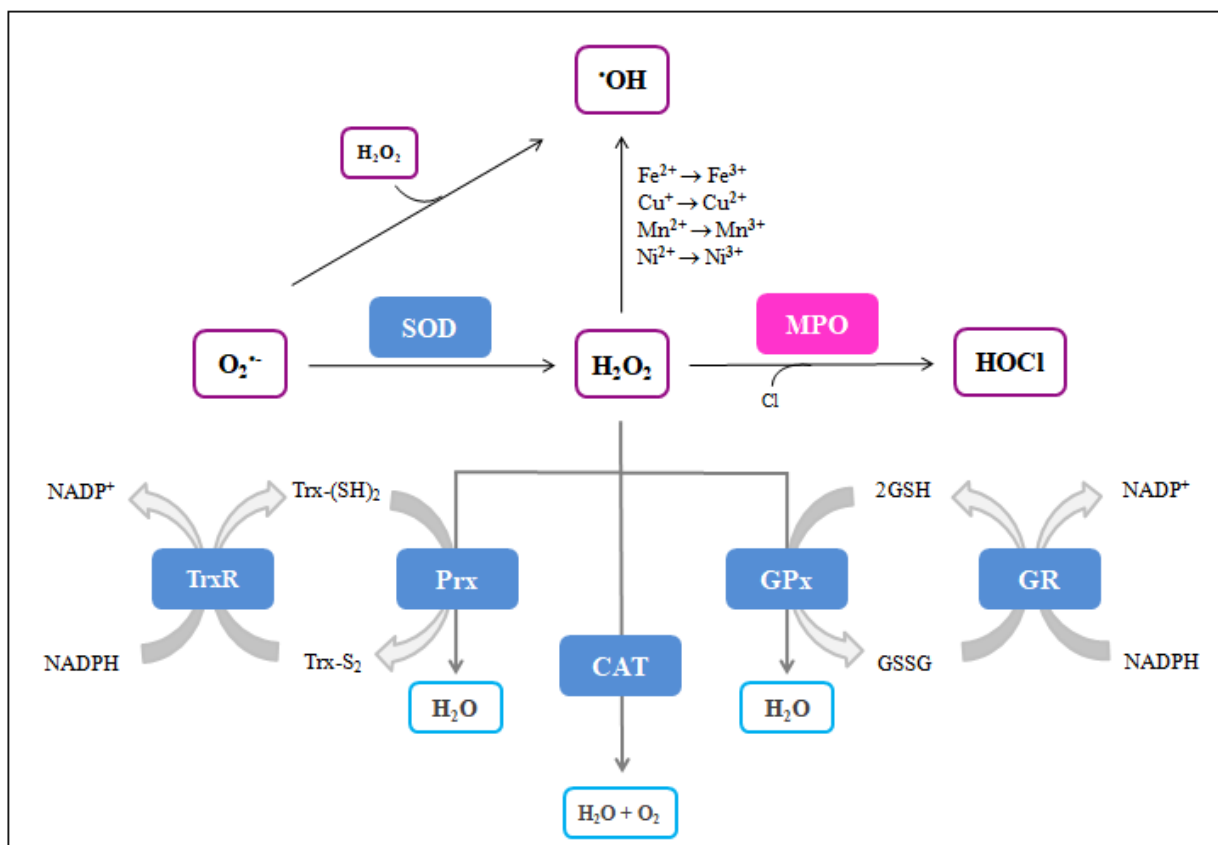 •OH
H₂O₂
Fe²⁺ → Fe³⁺
Cu⁺ → Cu²⁺
Mn²⁺ → Mn³⁺
Ni²⁺ → Ni³⁺
SOD
MPO
O₂•-
H₂O₂
HOCl
Cl
NADP⁺
Trx-(SH)₂
2GSH
NADP⁺
TrxR
Prx
GPx
GR
NADPH
Trx-S₂
CAT
GSSG
NADPH
H₂O
H₂O
H₂O + O₂